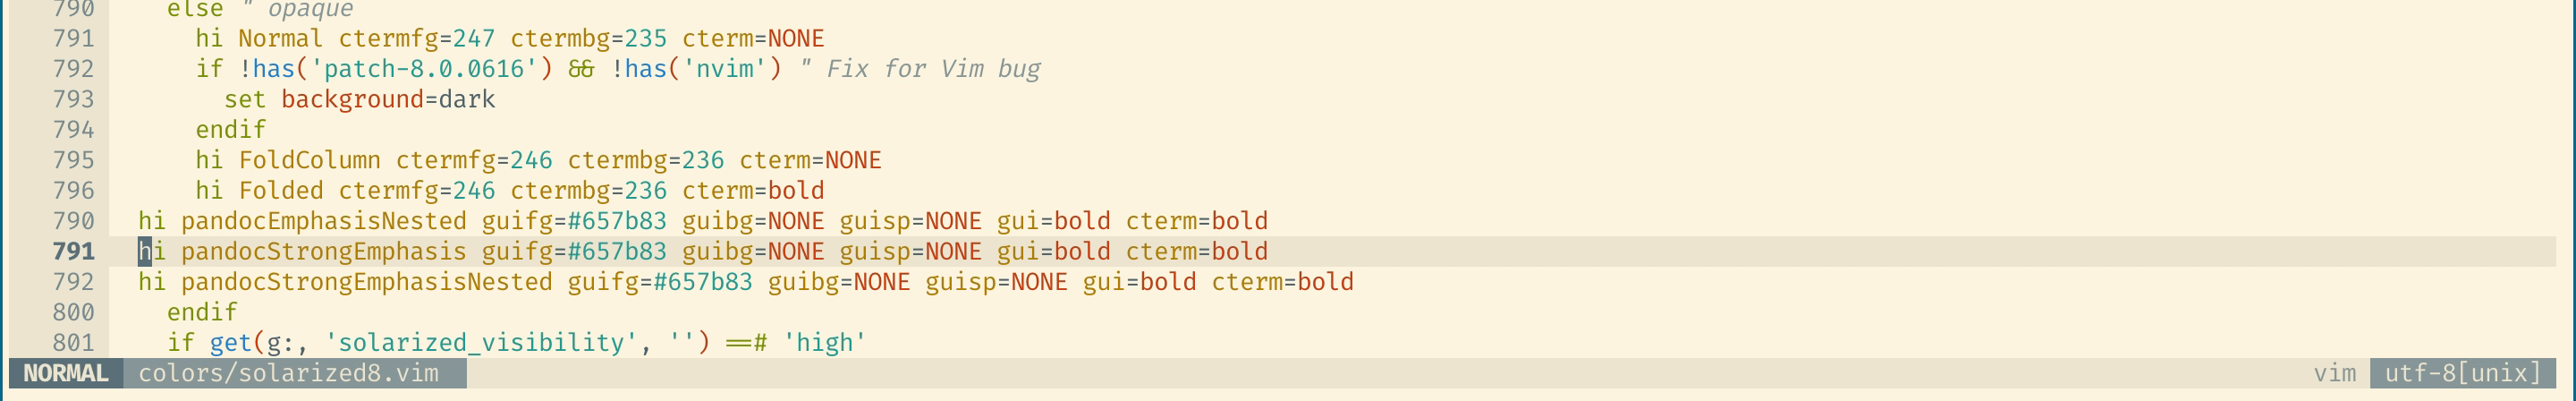 790     else " opaque
791       hi Normal ctermfg=247 ctermbg=235 cterm=NONE
792       if !has('patch-8.0.0616') && !has('nvim') " Fix for Vim bug
793         set background=dark
794       endif
795       hi FoldColumn ctermfg=246 ctermbg=236 cterm=NONE
796       hi Folded ctermfg=246 ctermbg=236 cterm=bold
790   hi pandocEmphasisNested guifg=#657b83 guibg=NONE guisp=NONE gui=bold cterm=bold
791   hi pandocStrongEmphasis guifg=#657b83 guibg=NONE guisp=NONE gui=bold cterm=bold
792   hi pandocStrongEmphasisNested guifg=#657b83 guibg=NONE guisp=NONE gui=bold cterm=bold
800     endif
801     if get(g:, 'solarized_visibility', '') ==# 'high'
NORMAL colors/solarized8.vim vim utf-8[unix]